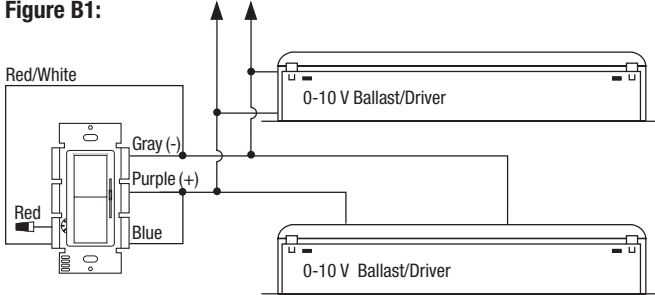 Figure B1:
Red/White
0-10 V Ballast/Driver
Gray (-)
Purple (+)
Red
Blue
0-10 V Ballast/Driver